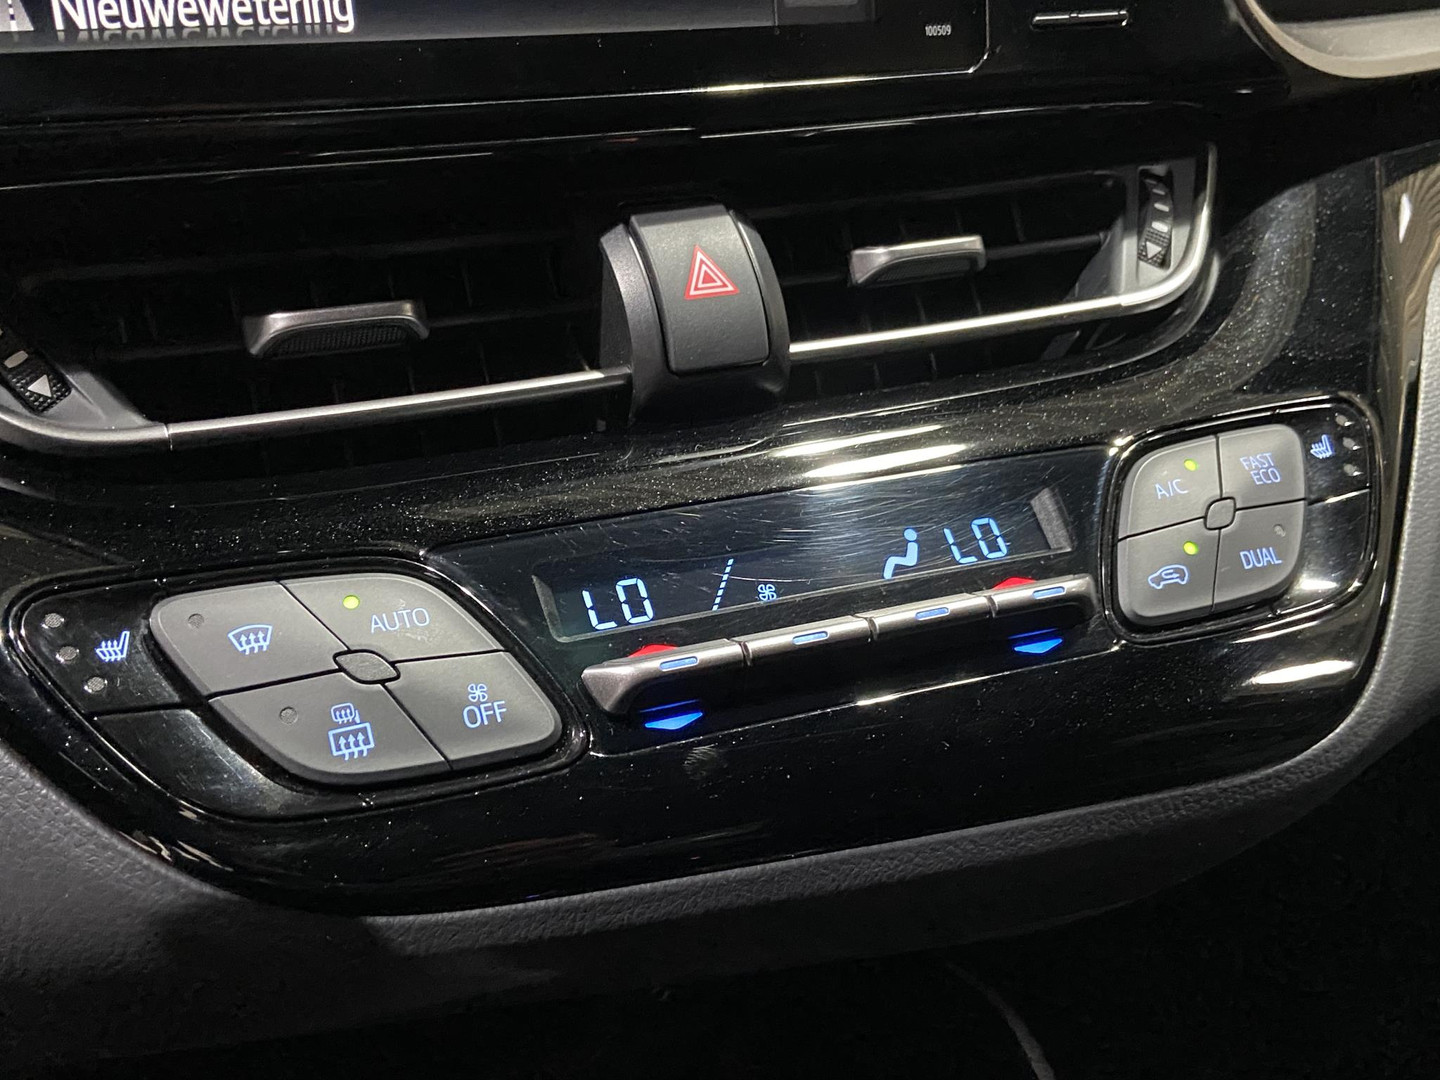 Nieuwewetering
100509
LO
LO
A/C
FAST
ECO
DUAL
AUTO
OFF